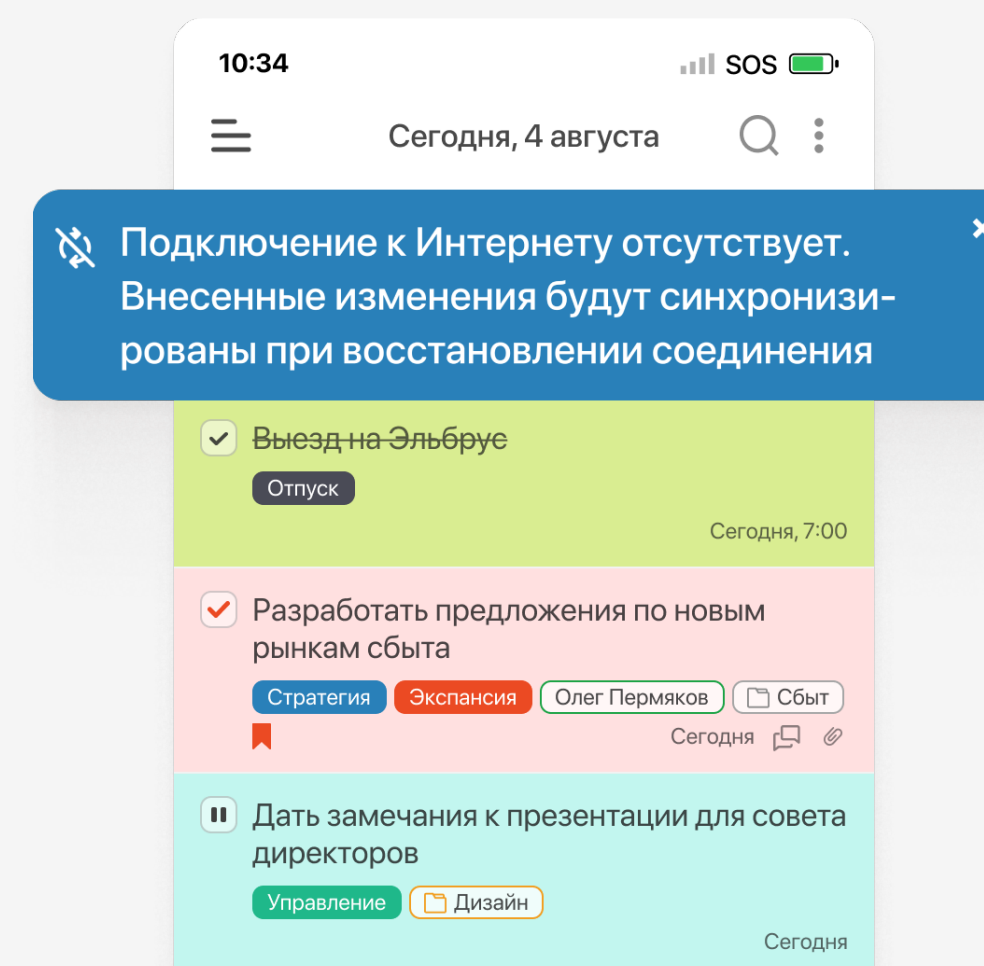 10:34 SOS
Сегодня, 4 августа
Подключение к Интернету отсутствует.
Внесенные изменения будут синхронизи-
рованы при восстановлении соединения
Выезд на Эльбрус
Отпуск
Сегодня, 7:00
Разработать предложения по новым
рынкам сбыта
Стратегия Экспансия Олег Пермяков Сбыт
Сегодня
Дать замечания к презентации для совета
директоров
Управление Дизайн
Сегодня